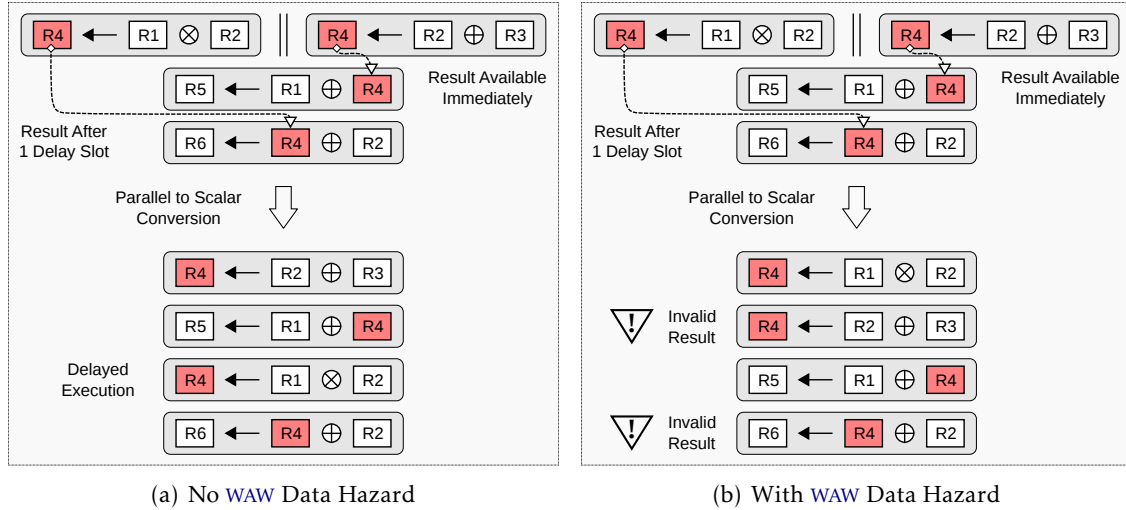 R4 ← R1 ⊗ R2 || R4 ← R2 ⊕ R3
R5 ← R1 ⊕ R4
Result Available
Immediately
R6 ← R4 ⊕ R2
Result After
1 Delay Slot
Parallel to Scalar
Conversion
R4 ← R2 ⊕ R3
R5 ← R1 ⊕ R4
Delayed
Execution
R4 ← R1 ⊗ R2
R6 ← R4 ⊕ R2
(a) No WAW Data Hazard
R4 ← R1 ⊗ R2 || R4 ← R2 ⊕ R3
R5 ← R1 ⊕ R4
Result Available
Immediately
R6 ← R4 ⊕ R2
Result After
1 Delay Slot
Parallel to Scalar
Conversion
R4 ← R1 ⊗ R2
! Invalid
Result
R4 ← R2 ⊕ R3
R5 ← R1 ⊕ R4
! Invalid
Result
R6 ← R4 ⊕ R2
(b) With WAW Data Hazard